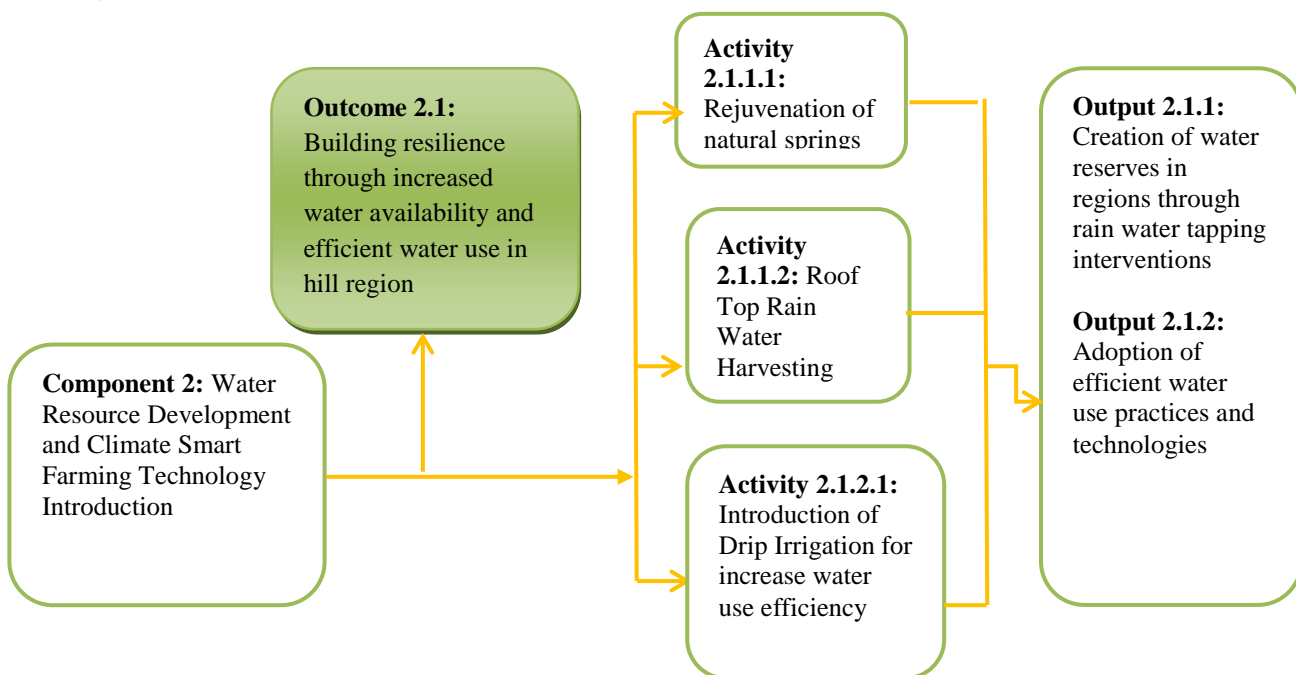 Component 2: Water
Resource Development
and Climate Smart
Farming Technology
Introduction
Outcome 2.1:
Building resilience
through increased
water availability and
efficient water use in
hill region
Activity
2.1.1.1:
Rejuvenation of
natural springs
Activity
2.1.1.2: Roof
Top Rain
Water
Harvesting
Activity 2.1.2.1:
Introduction of
Drip Irrigation for
increase water
use efficiency
Output 2.1.1:
Creation of water
reserves in
regions through
rain water tapping
interventions
Output 2.1.2:
Adoption of
efficient water
use practices and
technologies